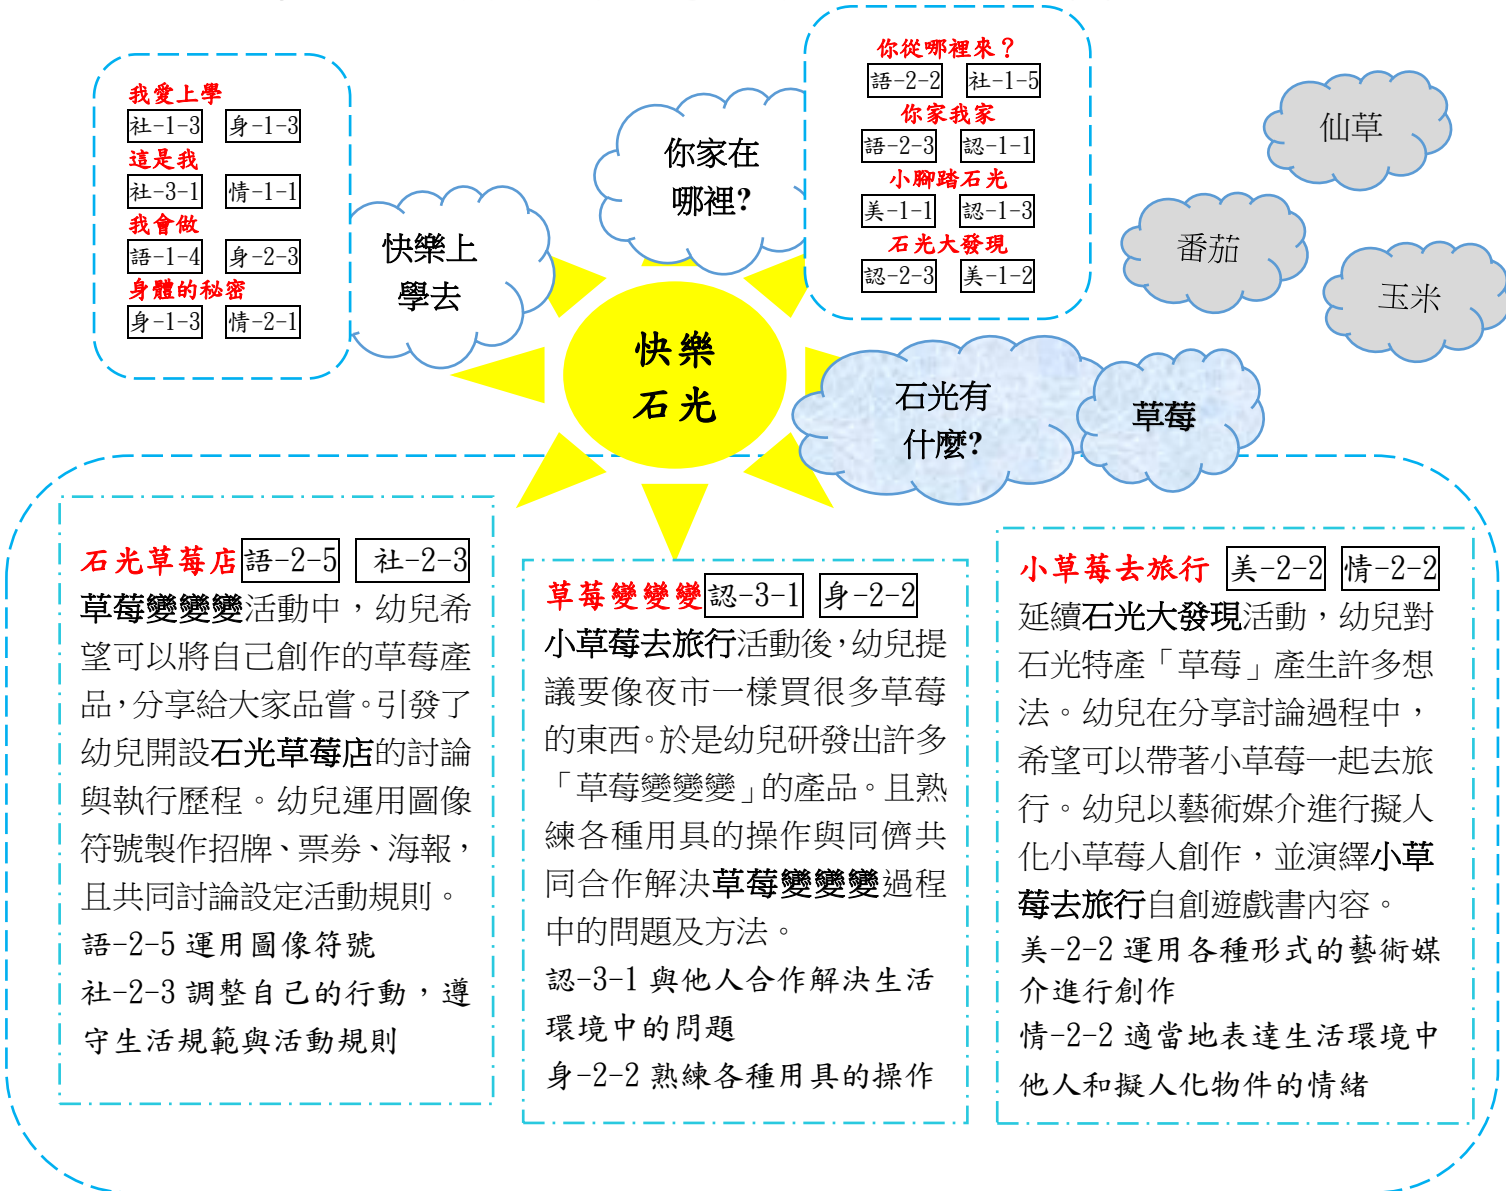 我愛上學
社-1-3 身-1-3
這是我
社-3-1 情-1-1
我會做
語-1-4 身-2-3
身體的秘密
身-1-3 情-2-1
快樂上
學去
你家在
哪裡?
你從哪裡來？
語-2-2 社-1-5
你家我家
語-2-3 認-1-1
小腳踏石光
美-1-1 認-1-3
石光大發現
認-2-3 美-1-2
仙草
番茄
玉米
快樂
石光
石光有
什麼?
草莓
石光草莓店 語-2-5 社-2-3
草莓變變變活動中，幼兒希
望可以將自己創作的草莓產
品，分享給大家品嘗。引發了
幼兒開設石光草莓店的討論
與執行歷程。幼兒運用圖像
符號製作招牌、票券、海報，
且共同討論設定活動規則。
語-2-5 運用圖像符號
社-2-3 調整自己的行動，遵
守生活規範與活動規則
草莓變變變 認-3-1 身-2-2
小草莓去旅行活動後，幼兒提
議要像夜市一樣買很多草莓
的東西。於是幼兒研發出許多
「草莓變變變」的產品。且熟
練各種用具的操作與同儕共
同合作解決草莓變變變過程
中的問題及方法。
認-3-1 與他人合作解決生活
環境中的問題
身-2-2 熟練各種用具的操作
小草莓去旅行 美-2-2 情-2-2
延續石光大發現活動，幼兒對
石光特產「草莓」產生許多想
法。幼兒在分享討論過程中，
希望可以帶著小草莓一起去旅
行。幼兒以藝術媒介進行擬人
化小草莓人創作，並演繹小草
莓去旅行自創遊戲書內容。
美-2-2 運用各種形式的藝術媒
介進行創作
情-2-2 適當地表達生活環境中
他人和擬人化物件的情緒